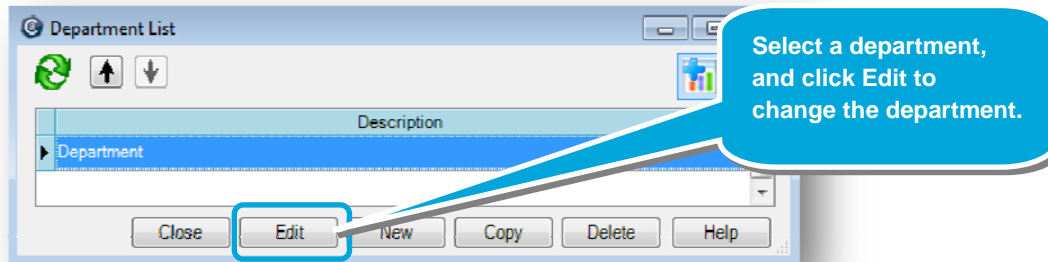 Department List
Select a department,
and click Edit to
change the department.
Description
Department
Close Edit New Copy Delete Help